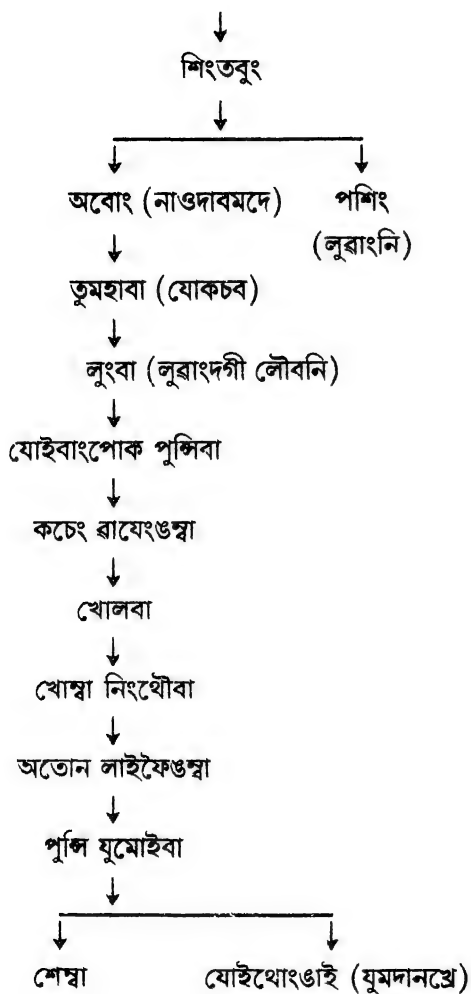 শিংতবুং
অবোং (নাওদাবমদে) পশিং
(লুৱাংনি)
তুমহাবা (যোকচব)
লুংবা (লুৱাংদগী লৌবনি)
যোইবাংপোক পুন্সিবা
কচেং ৱাযেংঙম্বা
খোলবা
খোম্বা নিংথৌবা
অতোন লাইফৈঙম্বা
পুন্সি যুমোইবা
শেম্বা যোইথোংঙাই (যুমদানখ্রে)